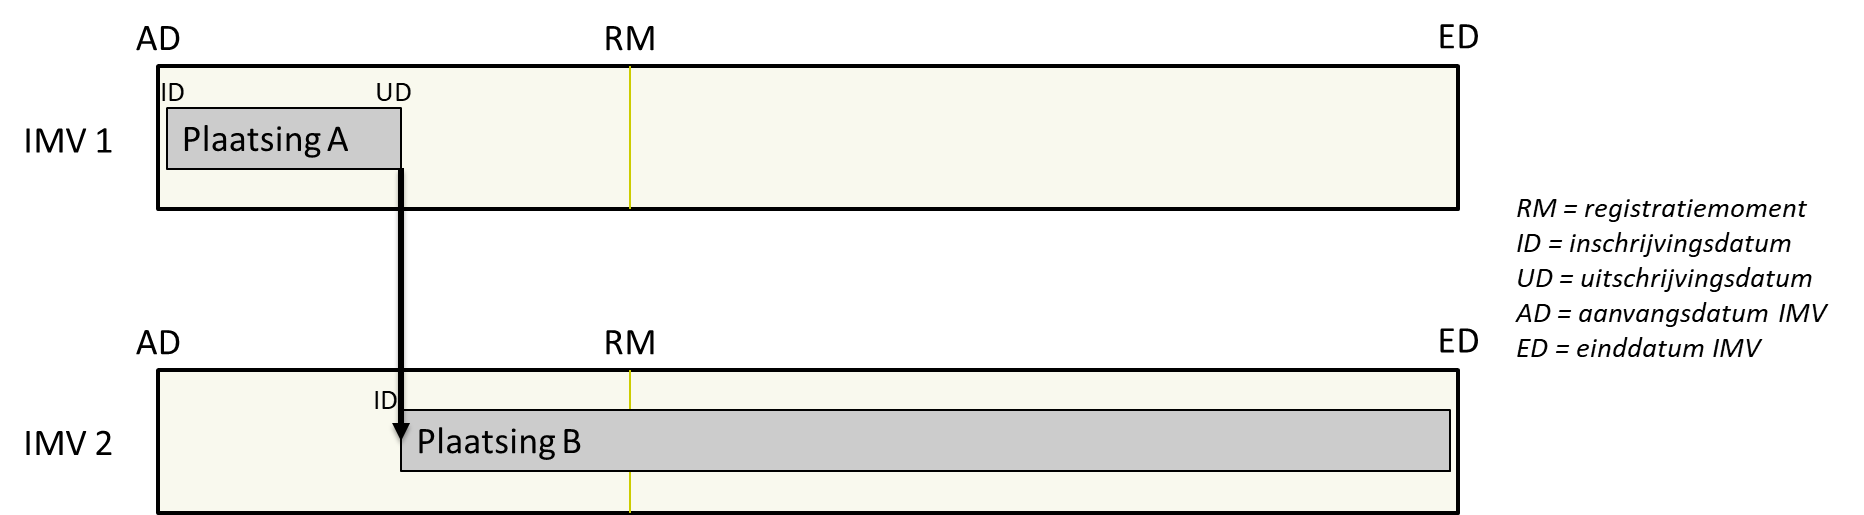 AD RM ED
ID UD
IMV 1 Plaatsing A
RM = registratiemoment
ID = inschrijvingsdatum
UD = uitschrijvingsdatum
AD = aanvangsdatum IMV
ED = einddatum IMV
AD RM ED
ID
IMV 2 Plaatsing B